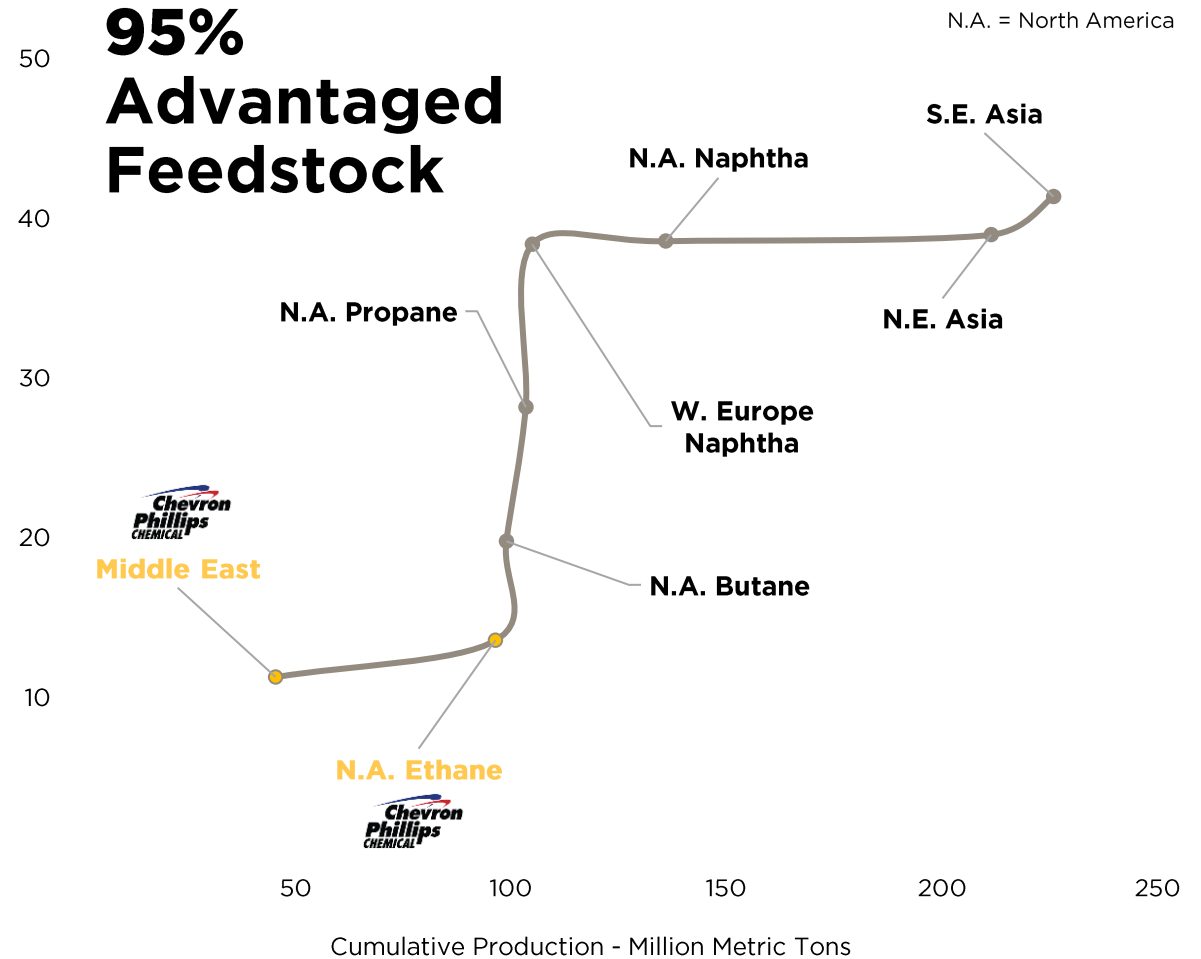 95%
Advantaged
Feedstock
N.A. = North America
50
40
30
20
10
S.E. Asia
N.A. Naphtha
N.E. Asia
N.A. Propane
W. Europe
Naphtha
Chevron
Phillips
CHEMICAL
Middle East
N.A. Butane
N.A. Ethane
Chevron
Phillips
CHEMICAL
50
100
150
200
250
Cumulative Production - Million Metric Tons